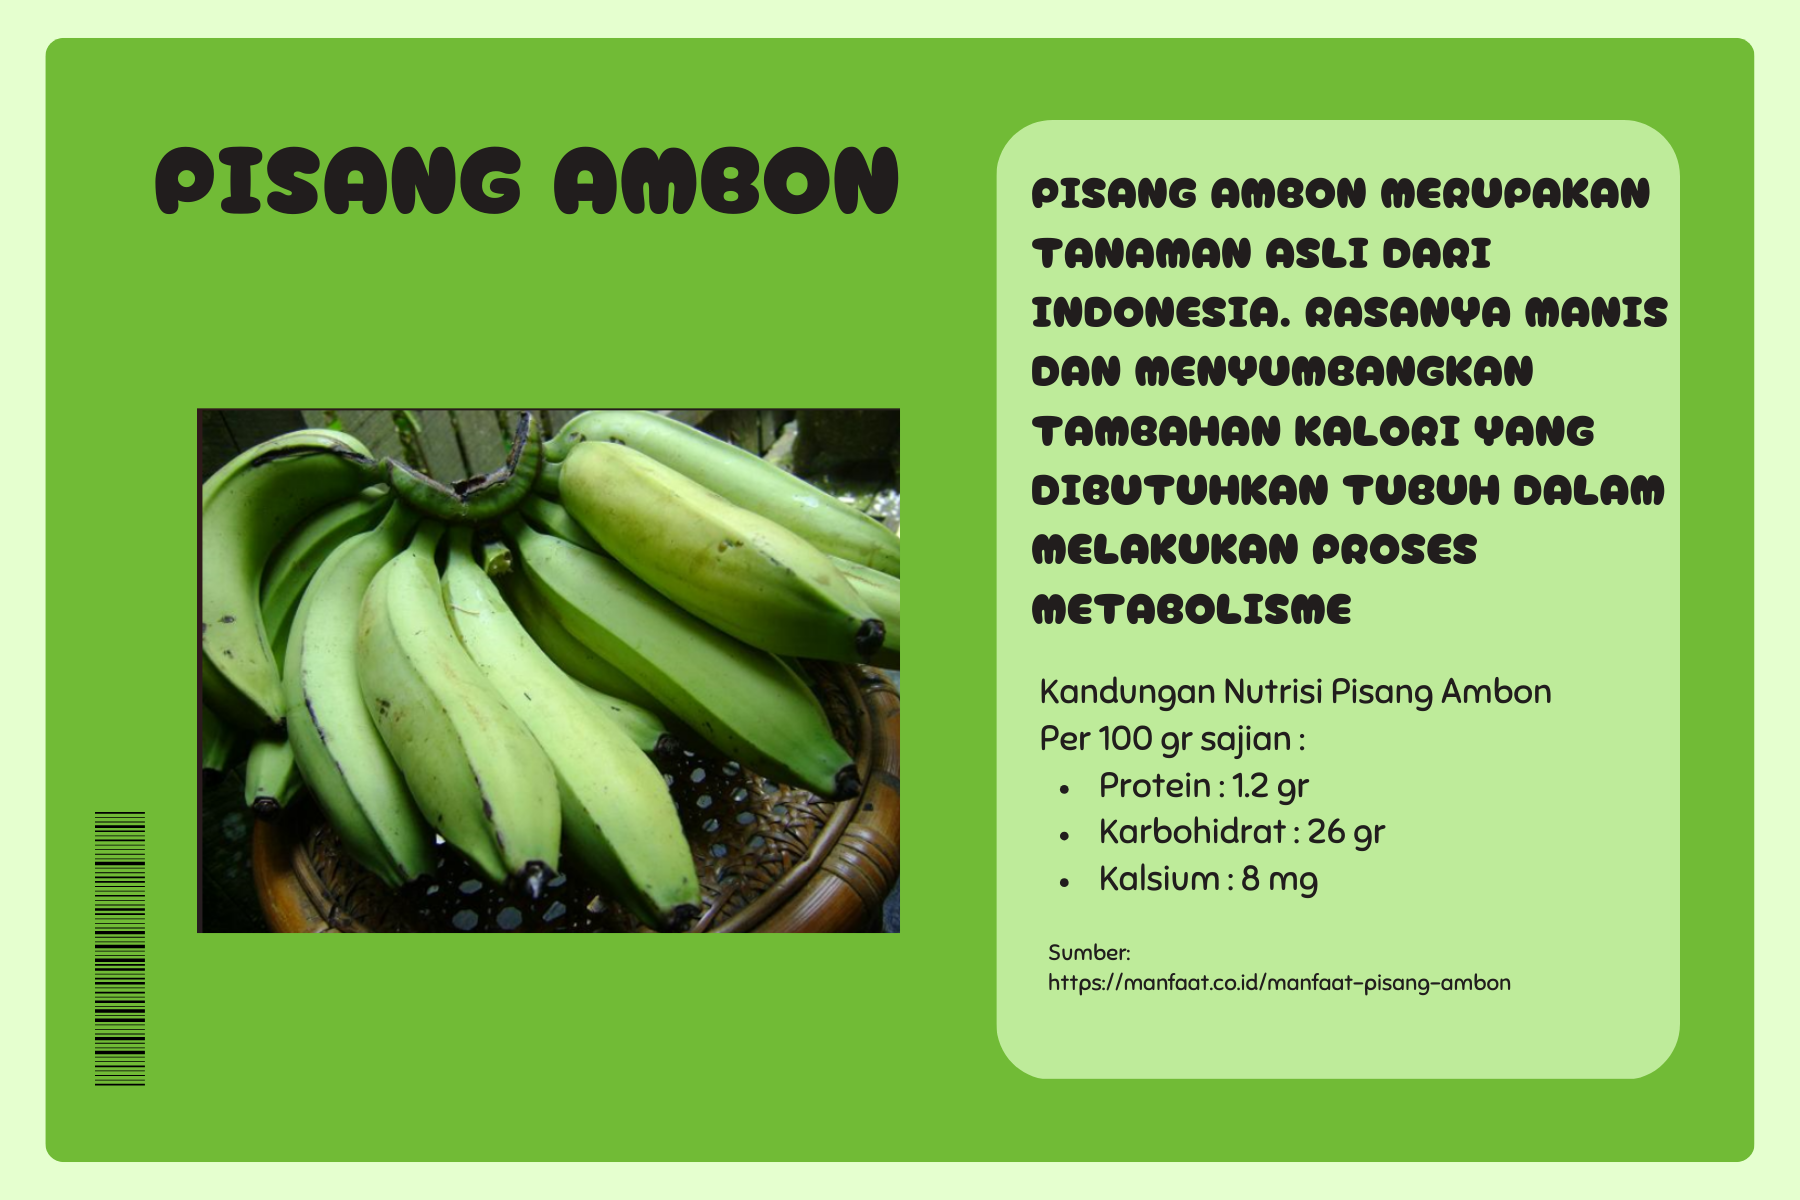 PISANG AMBON
PISANG AMBON MERUPAKAN
TANAMAN ASLI DARI
INDONESIA. RASANYA MANIS
DAN MENYUMBANGKAN
TAMBAHAN KALORI YANG
DIBUTUHKAN TUBUH DALAM
MELAKUKAN PROSES
METABOLISME
Kandungan Nutrisi Pisang Ambon
Per 100 gr sajian :
• Protein : 1.2 gr
• Karbohidrat : 26 gr
• Kalsium : 8 mg
Sumber:
https://manfaat.co.id/manfaat-pisang-ambon